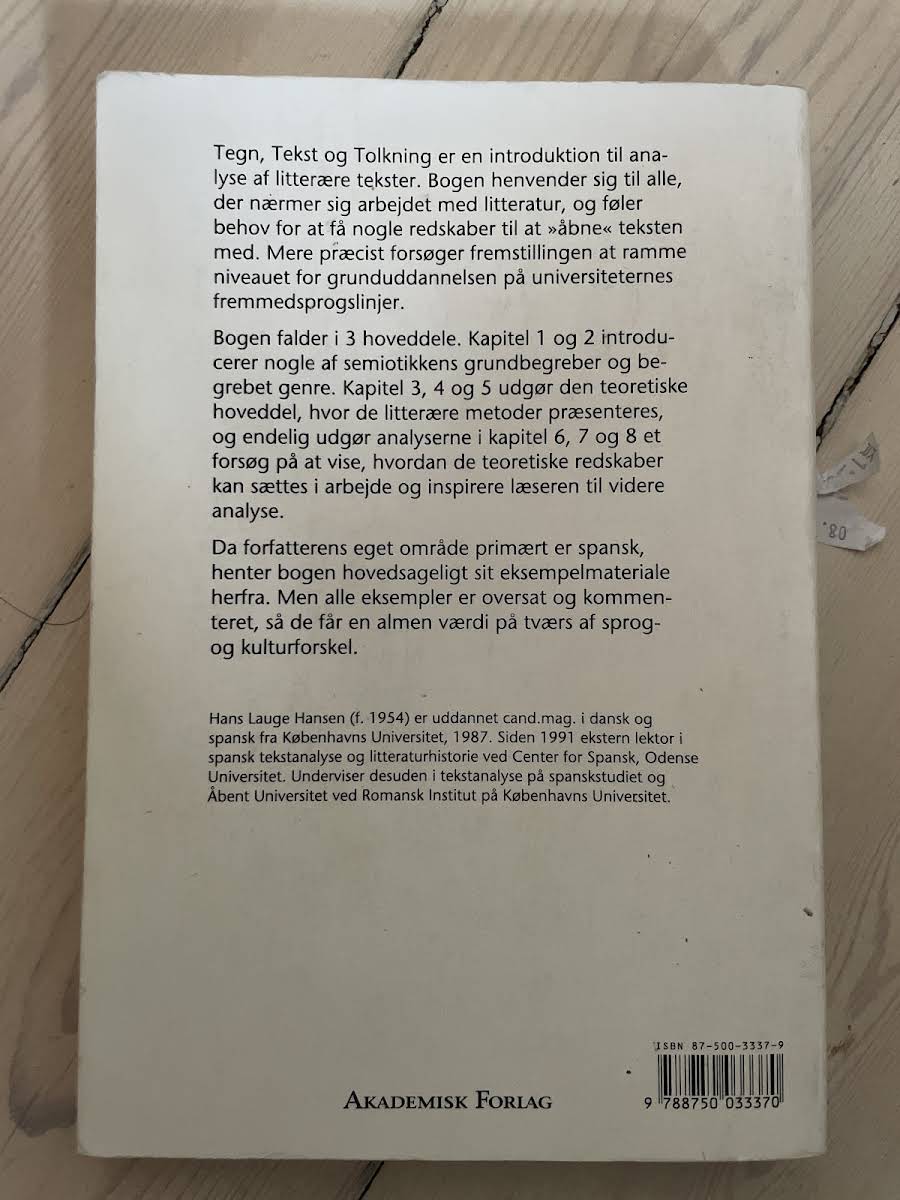 Tegn, Tekst og Tolkning er en introduktion til ana-
lyse af litterære tekster. Bogen henvender sig til alle,
der nærmer sig arbejdet med litteratur, og føler
behov for at få nogle redskaber til at »åbne« teksten
med. Mere præcist forsøger fremstillingen at ramme
niveauet for grunduddannelsen på universiteternes
fremmedsprogslinjer.
Bogen falder i 3 hoveddele. Kapitel 1 og 2 introdu-
cerer nogle af semiotikkens grundbegreber og be-
grebet genre. Kapitel 3, 4 og 5 udgør den teoretiske
hoveddel, hvor de litterære metoder præsenteres,
og endelig udgør analyserne i kapitel 6, 7 og 8 et
forsøg på at vise, hvordan de teoretiske redskaber
kan sættes i arbejde og inspirere læseren til videre
analyse.
Da forfatterens eget område primært er spansk,
henter bogen hovedsageligt sit eksempelmateriale
herfra. Men alle eksempler er oversat og kommen-
teret, så de får en almen værdi på tværs af sprog-
og kulturforskel.
Hans Lauge Hansen (f. 1954) er uddannet cand.mag. i dansk og
spansk fra Københavns Universitet, 1987. Siden 1991 ekstern lektor i
spansk tekstanalyse og litteraturhistorie ved Center for Spansk, Odense
Universitet. Underviser desuden i tekstanalyse på spanskstudiet og
Åbent Universitet ved Romansk Institut på Københavns Universitet.
ISBN 87-500-3337-9
AKADEMISK FORLAG
9 788750 033370